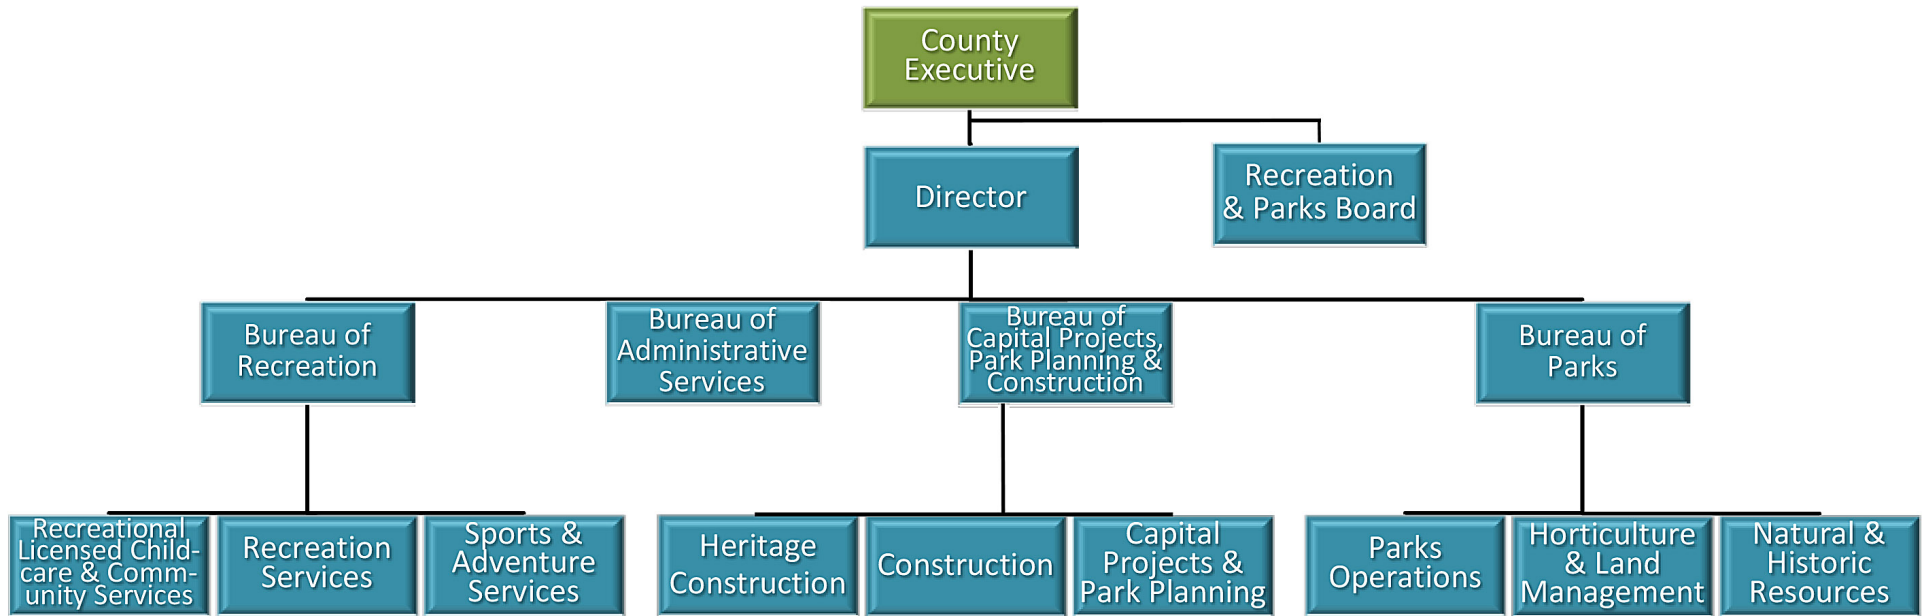 County
Executive
Director
Recreation
& Parks Board
Bureau of
Recreation
Bureau of
Administrative
Services
Bureau of
Capital Projects,
Park Planning &
Construction
Bureau of
Parks
Recreational
Licensed Child-
care & Comm-
unity Services
Recreation
Services
Sports &
Adventure
Services
Heritage
Construction
Construction
Capital
Projects &
Park Planning
Parks
Operations
Horticulture
& Land
Management
Natural &
Historic
Resources